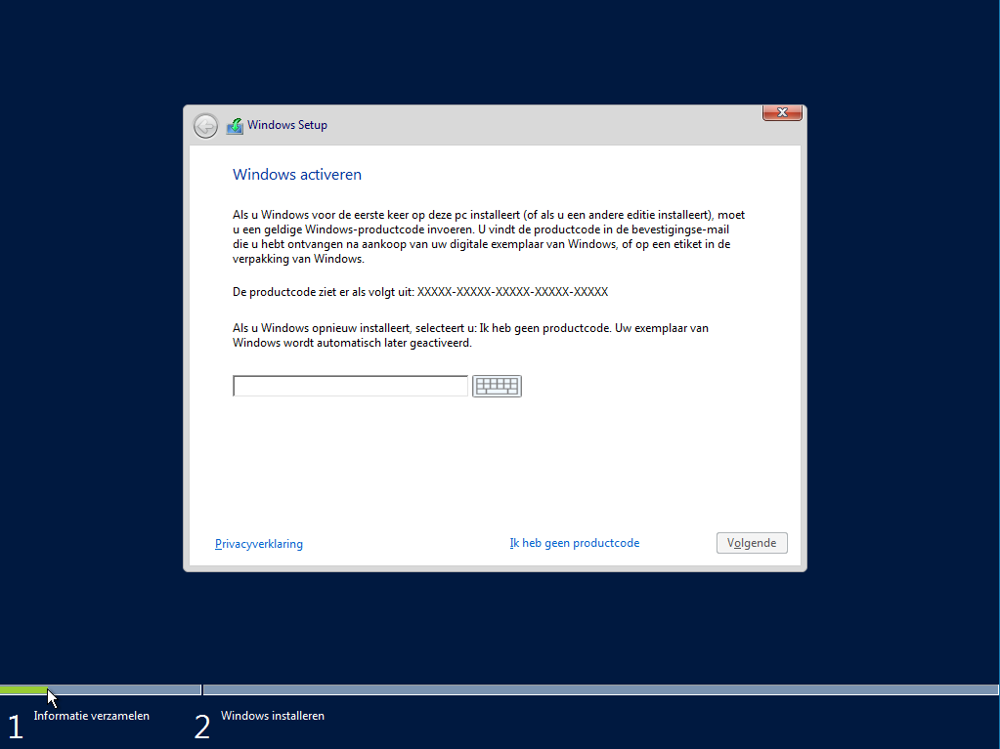 Windows Setup
Windows activeren
Als u Windows voor de eerste keer op deze pc installeert (of als u een andere editie installeert), moet
u een geldige Windows-productcode invoeren. U vindt de productcode in de bevestigingse-mail
die u hebt ontvangen na aankoop van uw digitale exemplaar van Windows, of op een etiket in de
verpakking van Windows.
De productcode ziet er als volgt uit: XXXXX-XXXXX-XXXXX-XXXXX-XXXXX
Als u Windows opnieuw installeert, selecteert u: Ik heb geen productcode. Uw exemplaar van
Windows wordt automatisch later geactiveerd.
Privacyverklaring
Ik heb geen productcode
Volgende
1 Informatie verzamelen
2 Windows installeren